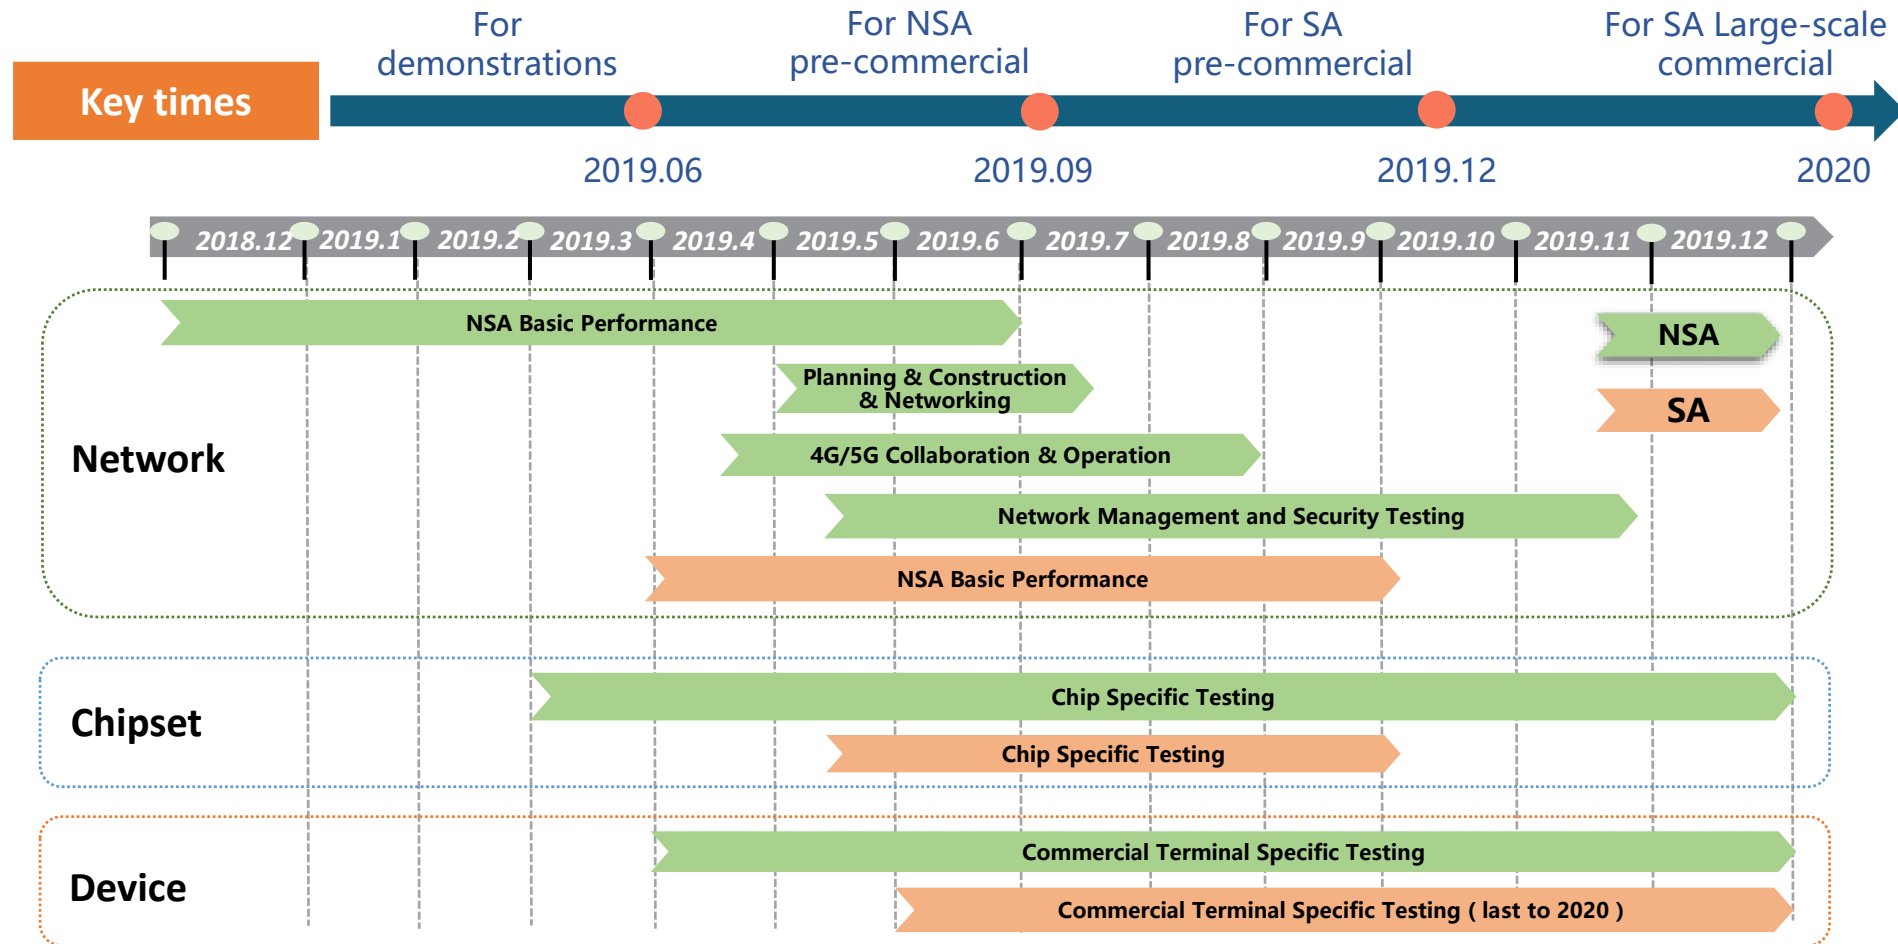 For
demonstrations
For NSA
pre-commercial
For SA
pre-commercial
For SA Large-scale
commercial
Key times
2019.06
2019.09
2019.12
2020
2018.12
2019.1
2019.2
2019.3
2019.4
2019.5
2019.6
2019.7
2019.8
2019.9
2019.10
2019.11
2019.12
Network
NSA Basic Performance
NSA
Planning & Construction
& Networking
SA
4G/5G Collaboration & Operation
Network Management and Security Testing
NSA Basic Performance
Chipset
Chip Specific Testing
Chip Specific Testing
Device
Commercial Terminal Specific Testing
Commercial Terminal Specific Testing ( last to 2020 )